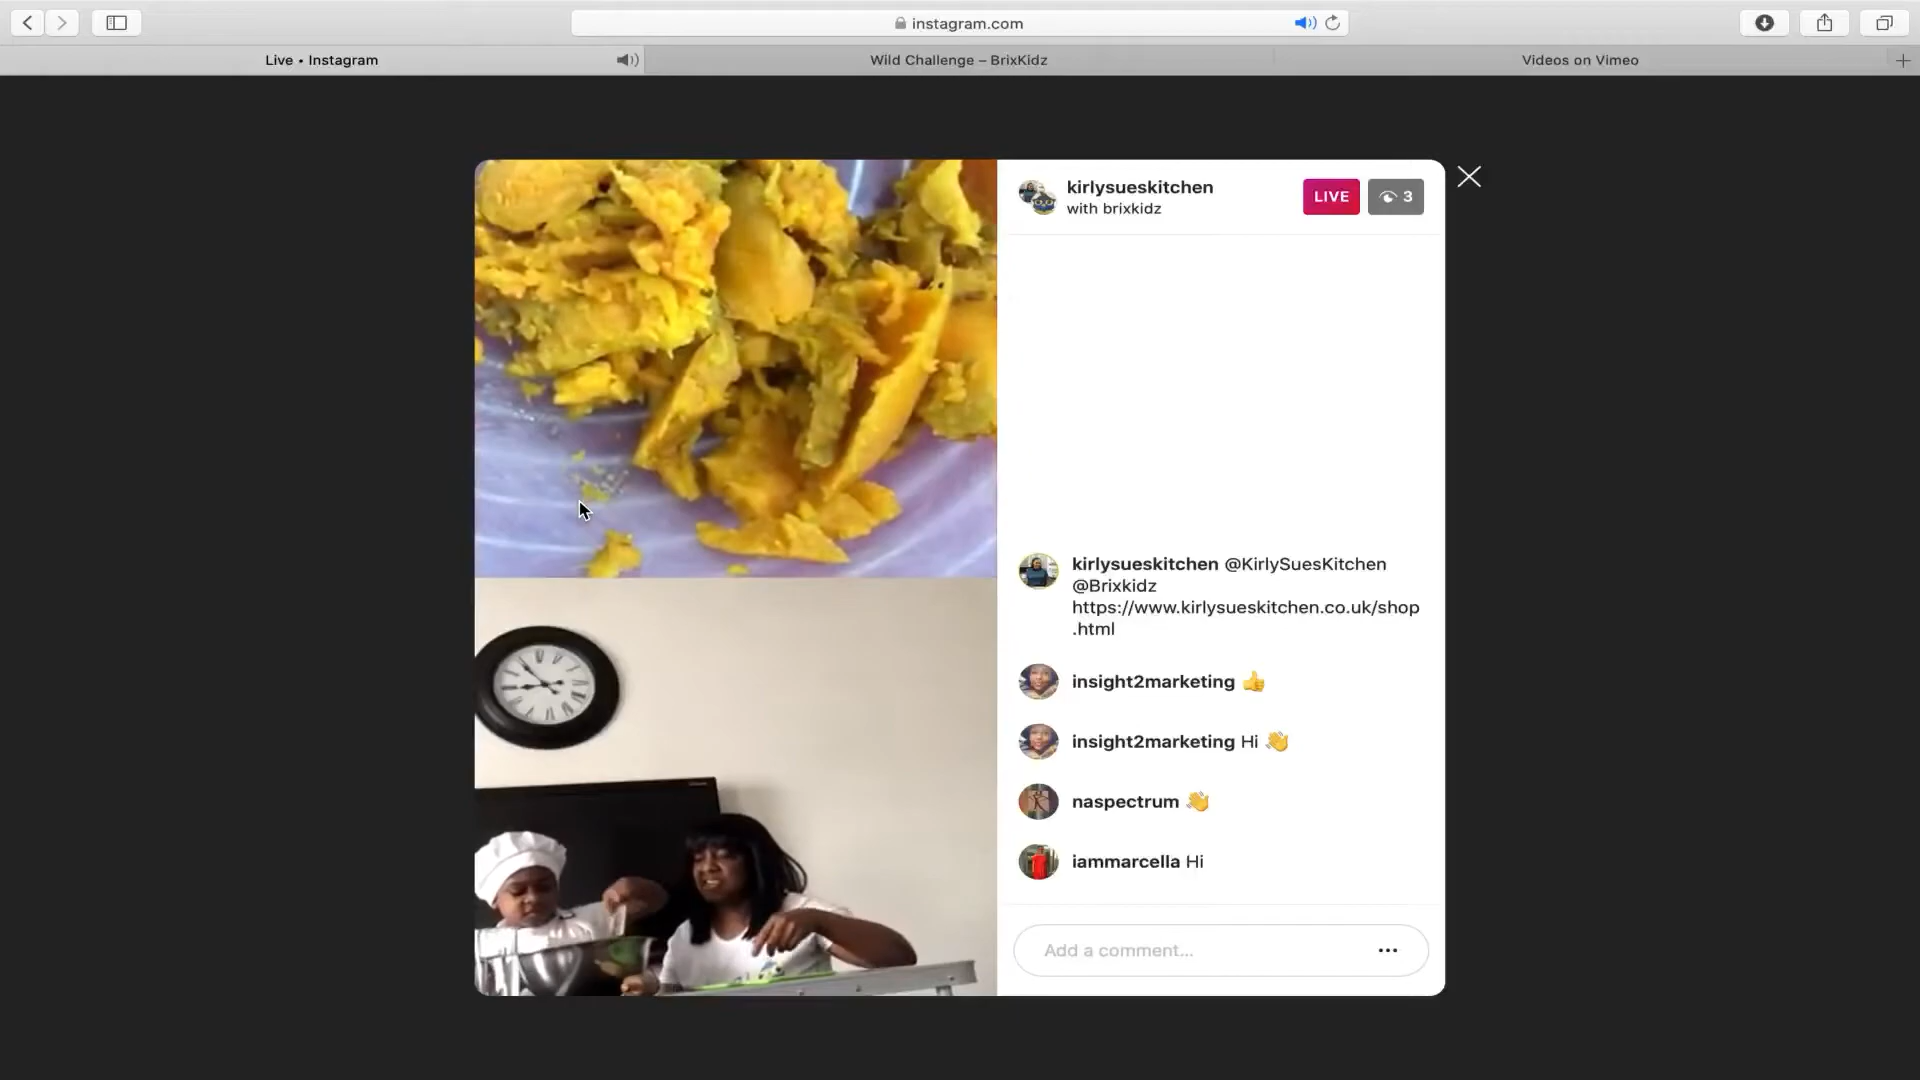 instagram.com
Live • Instagram
Wild Challenge – BrixKidz
Videos on Vimeo
kirlysueskitchen
with brixkidz
LIVE
3
kirlysueskitchen @KirlySuesKitchen
@Brixkidz
https://www.kirlysueskitchen.co.uk/shop
.html
insight2marketing 👍
insight2marketing Hi 👋
naspectrum 👋
iammarcella Hi
Add a comment...